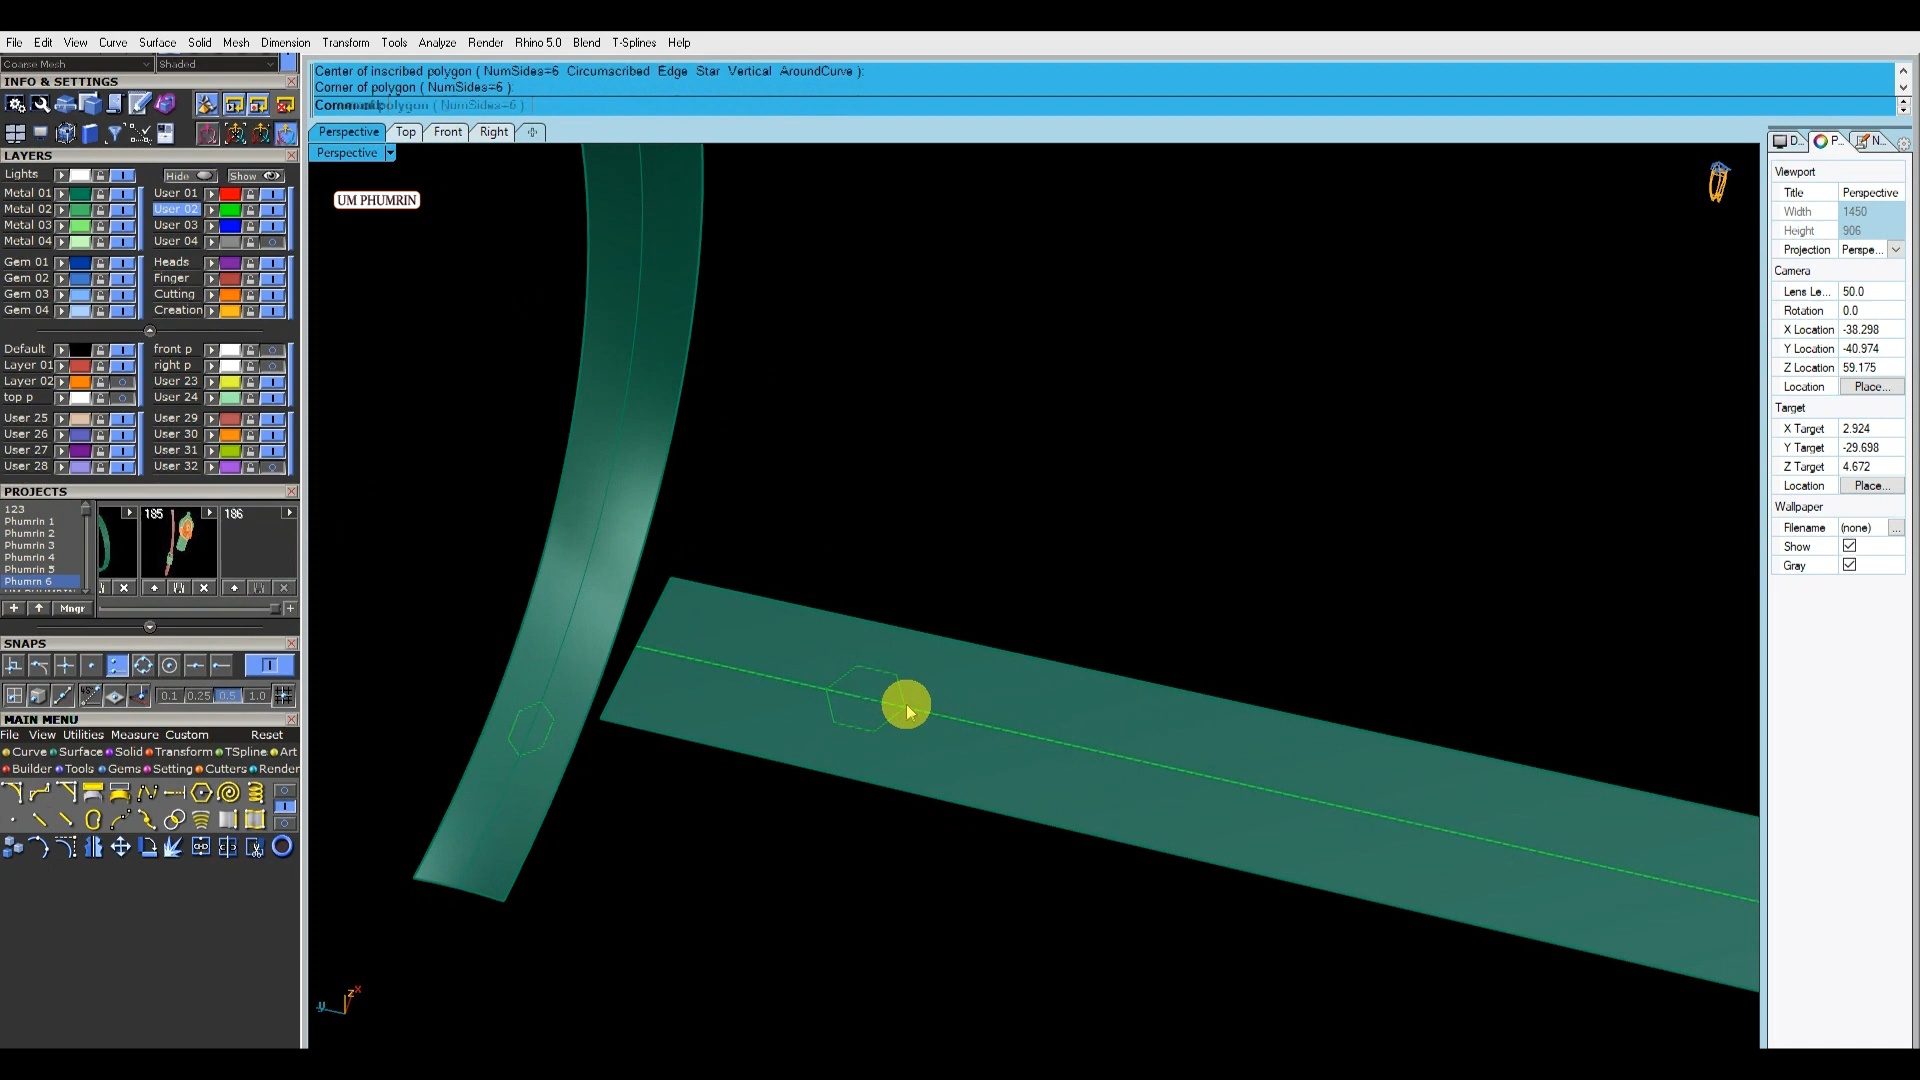 File Edit View Curve Surface Solid Mesh Dimension Transform Tools Analyze Render Rhino 5.0 Blend T-Splines Help
Coarse Mesh Shaded
INFO & SETTINGS
Center of inscribed polygon ( NumSides=6 Circumscribed Edge Star Vertical AroundCurve ):
Corner of polygon ( NumSides=6 ):
polygon ( NumSides=6 )
Perspective Top Front Right
Perspective
UM PHUMRIN
LAYERS
Lights Hide Show
Metal 01 User 01
Metal 02 User 02
Metal 03 User 03
Metal 04 User 04
Gem 01 Heads
Gem 02 Finger
Gem 03 Cutting
Gem 04 Creation
Default front p
Layer 01 right p
Layer 02 User 23
top p User 24
User 25 User 29
User 26 User 30
User 27 User 31
User 28 User 32
PROJECTS
123
Phumrin 1
Phumrin 2
Phumrin 3
Phumrin 4
Phumrin 5
Phumrn 6
185 186
Mngr
SNAPS
0.1 0.25 0.5 1.0
MAIN MENU
File View Utilities Measure Custom Reset
Curve Surface Solid Transform TSpline Art
Builder Tools Gems Setting Cutters Render
D... P... N...
Viewport
Title Perspective
Width 1450
Height 906
Projection Perspe...
Camera
Lens Le... 50.0
Rotation 0.0
X Location -38.298
Y Location -40.974
Z Location 59.175
Location Place...
Target
X Target 2.924
Y Target -29.698
Z Target 4.672
Location Place...
Wallpaper
Filename (none) ...
Show
Gray
z x
y